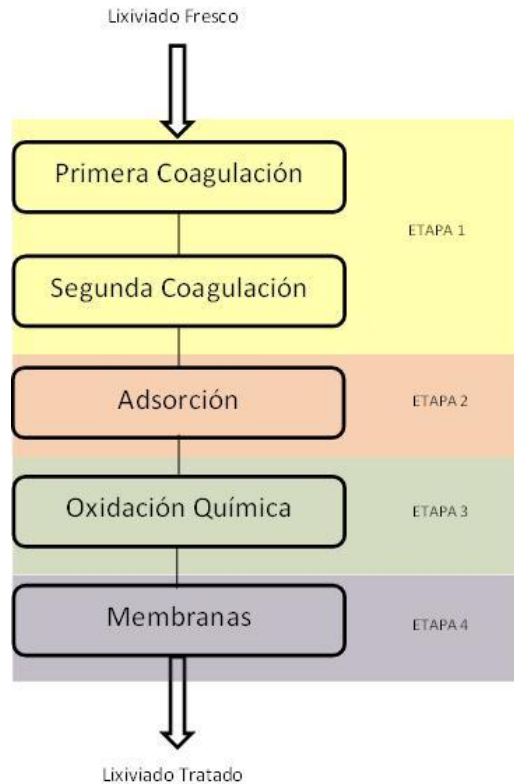 Lixiviado Fresco
Primera Coagulación
ETAPA 1
Segunda Coagulación
Adsorción
ETAPA 2
Oxidación Química
ETAPA 3
Membranas
ETAPA 4
Lixiviado Tratado